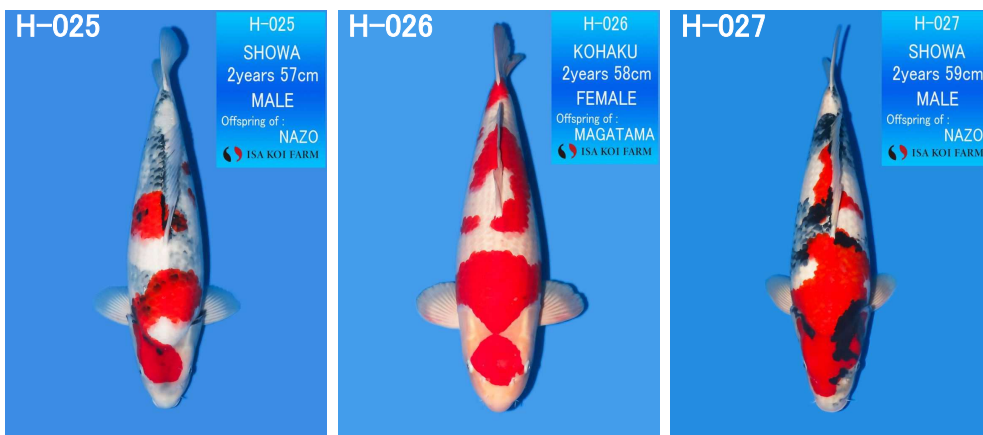 H-025
H-025
SHOWA
2years 57cm
MALE
Offspring of :
NAZO
ISA KOI FARM
H-026
H-026
KOHAKU
2years 58cm
FEMALE
Offspring of :
MAGATAMA
ISA KOI FARM
H-027
H-027
SHOWA
2years 59cm
MALE
Offspring of :
NAZO
ISA KOI FARM